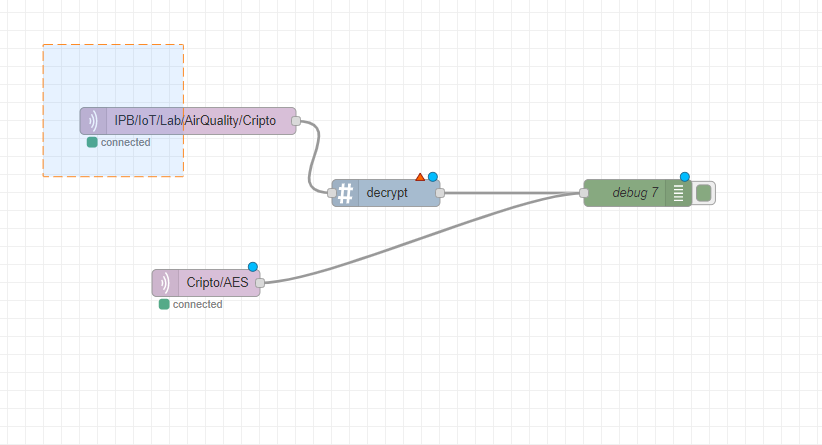 IPB/IoT/Lab/AirQuality/Cripto
connected
decrypt
debug 7
Cripto/AES
connected